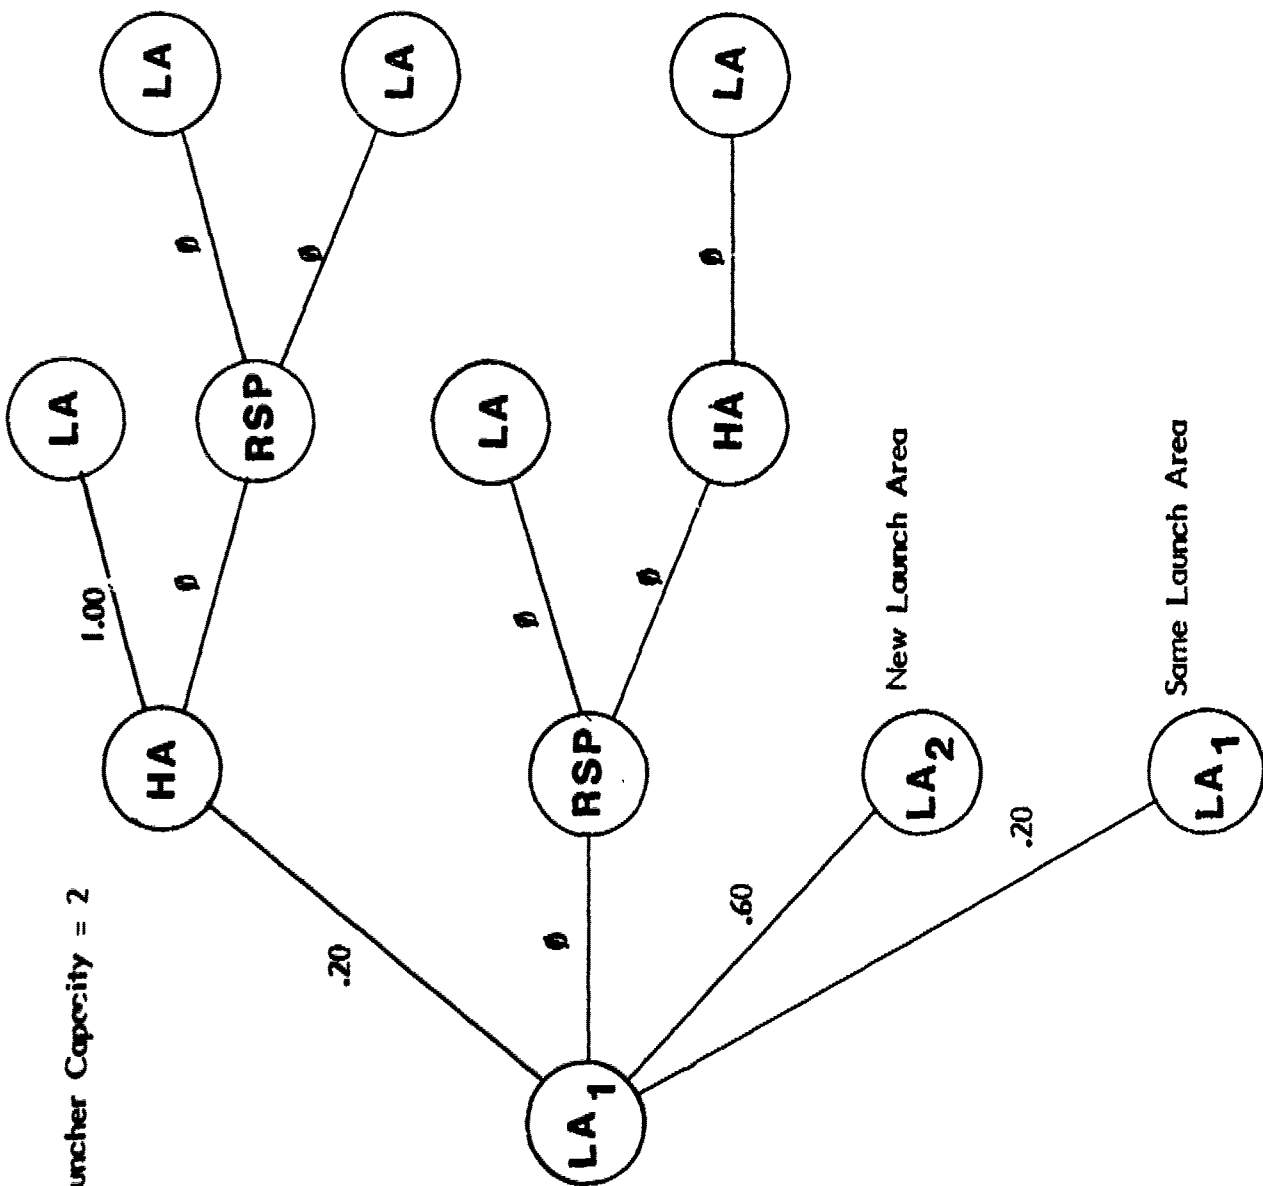 uncher Capacity = 2
LA
1.00
HA
LA
Ø
Ø
RSP
Ø
.20
LA
LA
Ø
Ø
LA1
RSP
Ø
Ø
HA
LA
.60
New Launch Area
LA2
.20
Same Launch Area
LA1